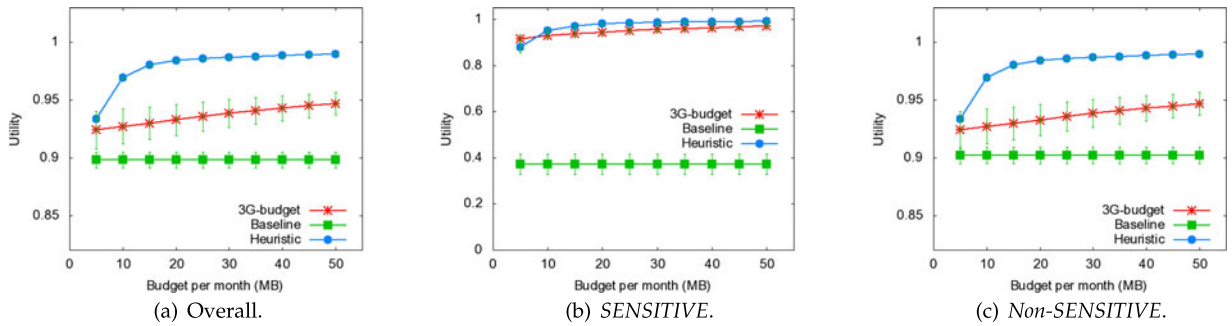 1
0.95
0.9
0.85
Utility
3G-budget
Baseline
Heuristic
0 10 20 30 40 50
Budget per month (MB)
(a) Overall.
1
0.8
0.6
0.4
0.2
0
Utility
3G-budget
Baseline
Heuristic
0 10 20 30 40 50
Budget per month (MB)
(b) SENSITIVE.
1
0.95
0.9
0.85
Utility
3G-budget
Baseline
Heuristic
0 10 20 30 40 50
Budget per month (MB)
(c) Non-SENSITIVE.